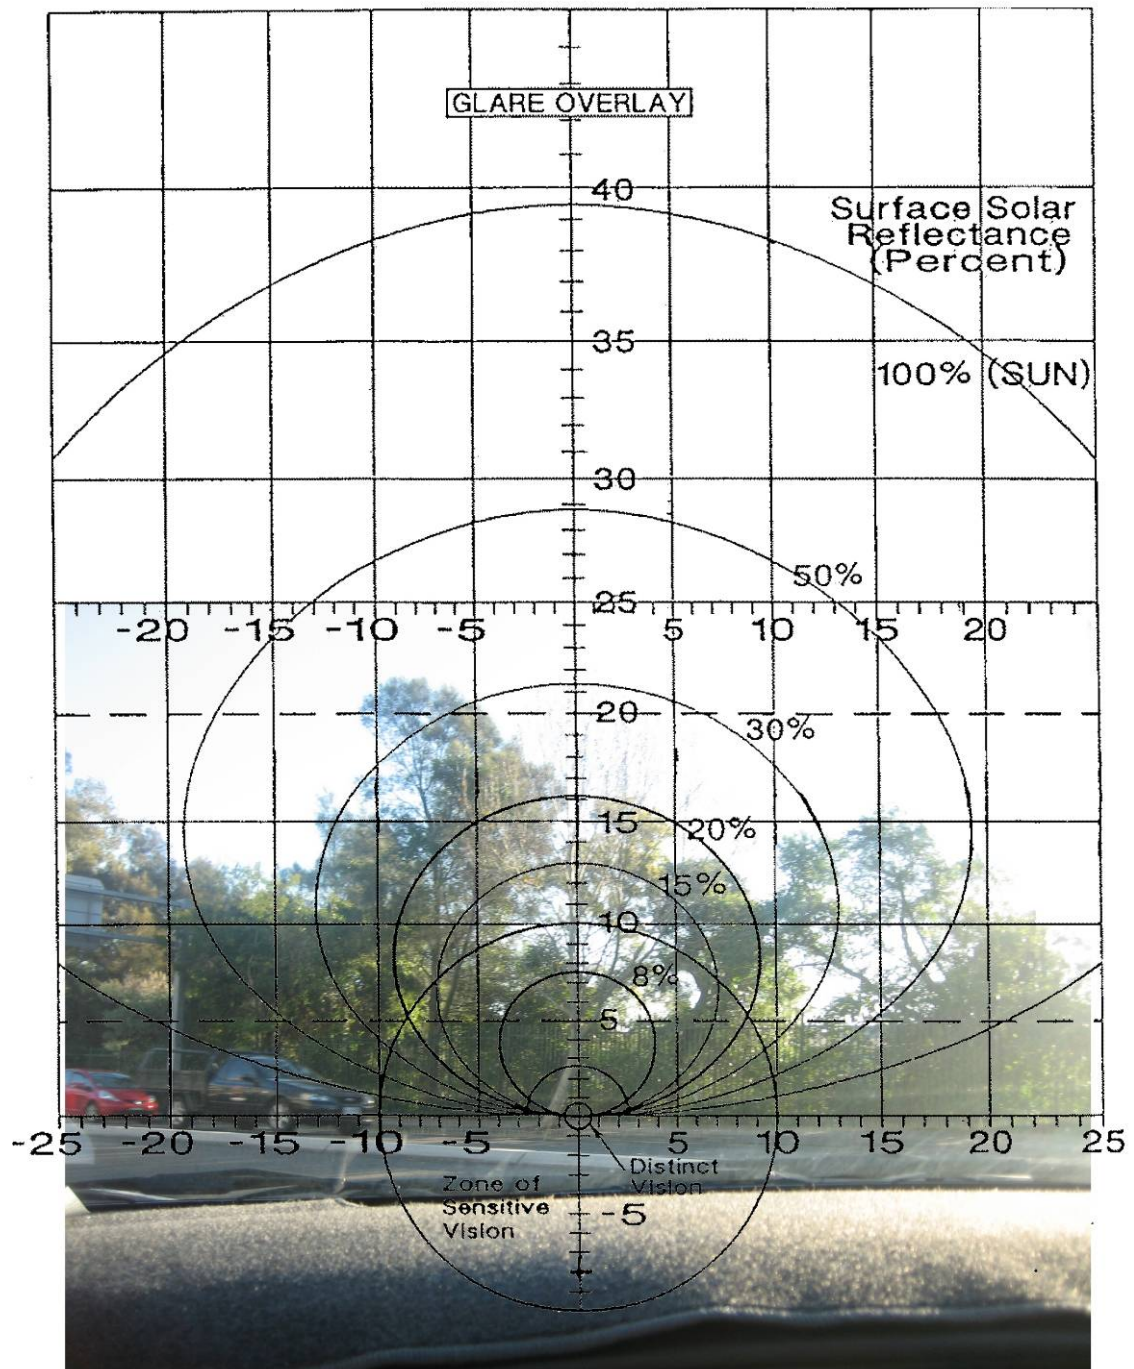 GLARE OVERLAY
40
Surface Solar
Reflectance
(Percent)
35
100% (SUN)
30
50%
25
-20 -15 -10 -5 5 10 15 20
20
30%
15
20%
15%
10
8%
5
-25 -20 -15 -10 -5 5 10 15 20 25
Distinct
Vision
Zone of
Sensitive
Vision
-5